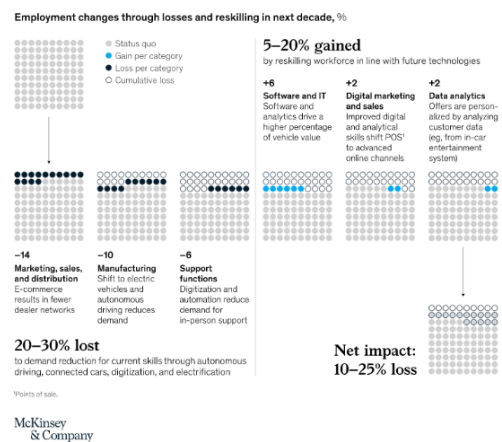 Employment changes through losses and reskilling in next decade, %
Status quo
Gain per category
Loss per category
Cumulative loss
5–20% gained
by reskilling workforce in line with future technologies
+6
Software and IT
Software and
analytics drive a
higher percentage
of vehicle value
+2
Digital marketing
and sales
Improved digital
and analytical
skills shift POS¹
to advanced
online channels
+2
Data analytics
Offers are person-
alized by analyzing
customer data
(eg, from in-car
entertainment
system)
–14
Marketing, sales,
and distribution
E-commerce
results in fewer
dealer networks
–10
Manufacturing
Shift to electric
vehicles and
autonomous
driving reduces
demand
–6
Support
functions
Digitization and
automation reduce
demand for
in-person support
20–30% lost
to demand reduction for current skills through autonomous
driving, connected cars, digitization, and electrification
Net impact:
10–25% loss
¹Points of sale.
McKinsey
& Company